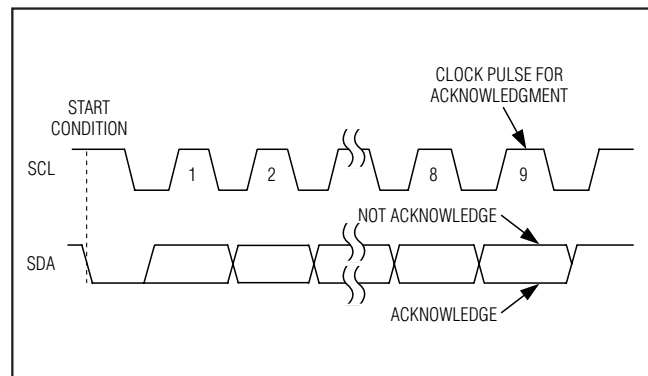 CLOCK PULSE FOR
ACKNOWLEDGMENT
START
CONDITION
SCL
1
2
8
9
NOT ACKNOWLEDGE
SDA
ACKNOWLEDGE